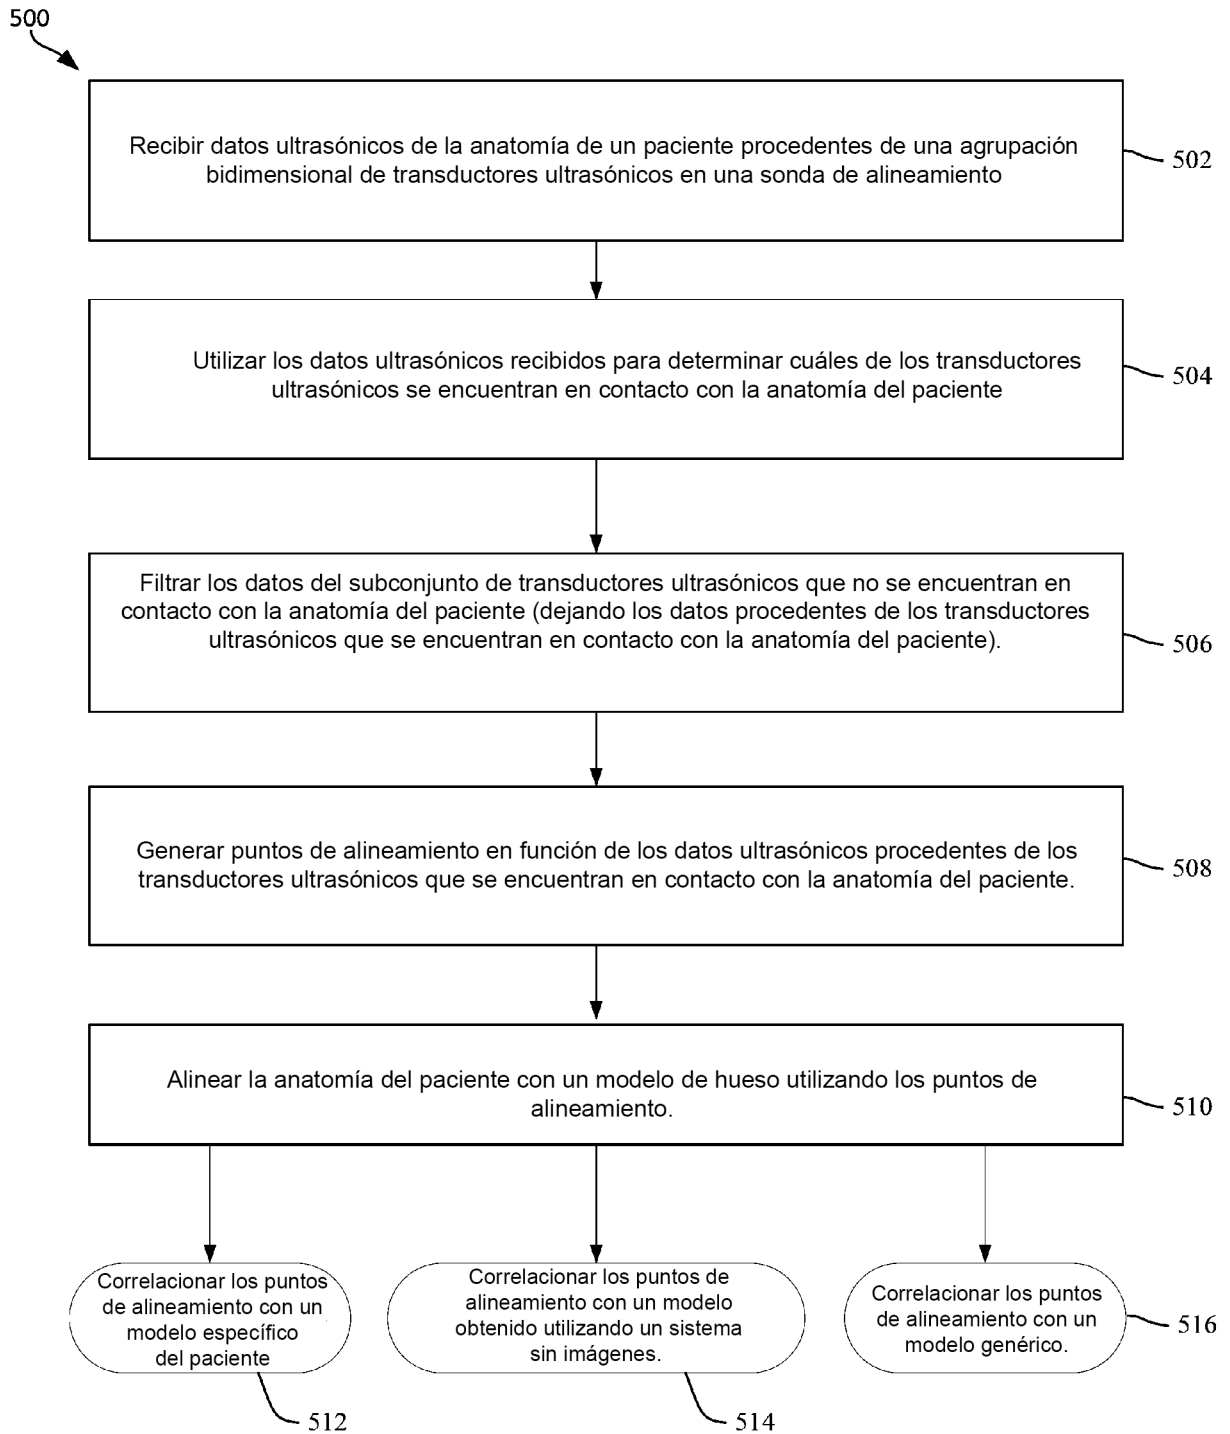 500
Recibir datos ultrasónicos de la anatomía de un paciente procedentes de una agrupación
bidimensional de transductores ultrasónicos en una sonda de alineamiento
502
Utilizar los datos ultrasónicos recibidos para determinar cuáles de los transductores
ultrasónicos se encuentran en contacto con la anatomía del paciente
504
Filtrar los datos del subconjunto de transductores ultrasónicos que no se encuentran en
contacto con la anatomía del paciente (dejando los datos procedentes de los transductores
ultrasónicos que se encuentran en contacto con la anatomía del paciente).
506
Generar puntos de alineamiento en función de los datos ultrasónicos procedentes de los
transductores ultrasónicos que se encuentran en contacto con la anatomía del paciente.
508
Alinear la anatomía del paciente con un modelo de hueso utilizando los puntos de
alineamiento.
510
Correlacionar los puntos
de alineamiento con un
modelo específico
del paciente
512
Correlacionar los puntos de
alineamiento con un modelo
obtenido utilizando un sistema
sin imágenes.
514
Correlacionar los puntos
de alineamiento con un
modelo genérico.
516